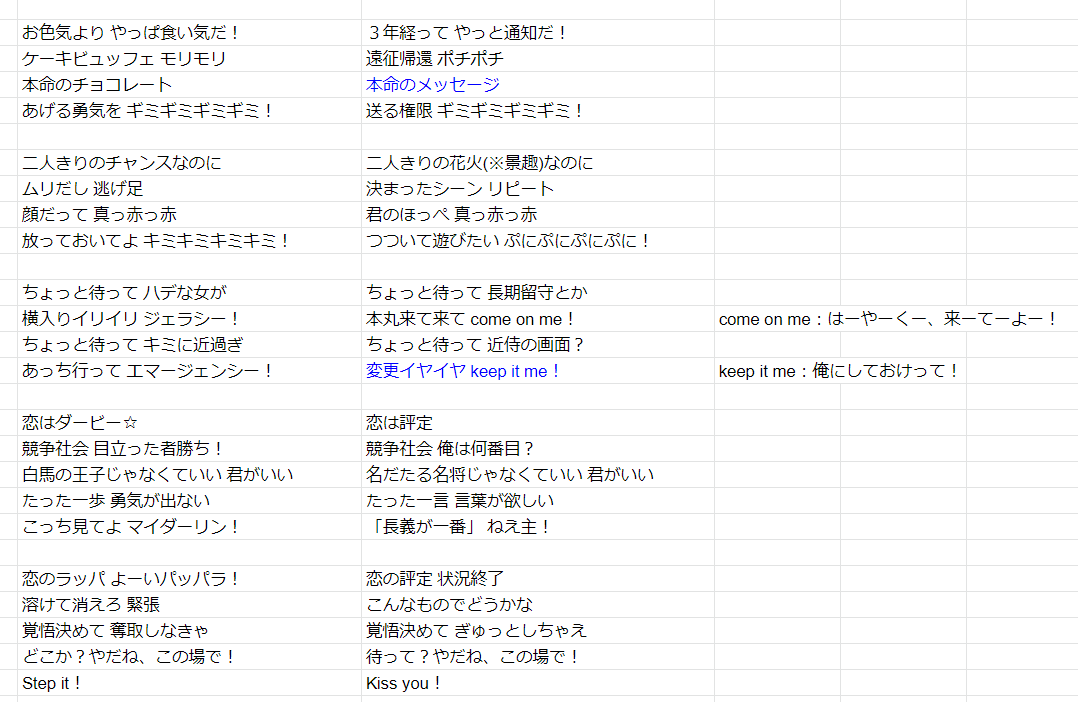 お色気より やっぱ食い気だ！ ３年経って やっと通知だ！
ケーキビュッフェ モリモリ 遠征帰還 ポチポチ
本命のチョコレート 本命のメッセージ
あげる勇気を ギミギミギミギミ！ 送る権限 ギミギミギミギミ！
二人きりのチャンスなのに 二人きりの花火(※景趣)なのに
ムリだし 逃げ足 決まったシーン リピート
顔だって 真っ赤っ赤 君のほっぺ 真っ赤っ赤
放っておいてよ キミキミキミキミ！ つついて遊びたい ぷにぷにぷにぷに！
ちょっと待って ハデな女が ちょっと待って 長期留守とか
横入りイリイリ ジェラシー！ 本丸来て来て come on me！ come on me：はーやーくー、来ーてーよー！
ちょっと待って キミに近過ぎ ちょっと待って 近侍の画面？
あっち行って エマージェンシー！ 変更イヤイヤ keep it me！ keep it me：俺にしておけって！
恋はダービー☆ 恋は評定
競争社会 目立った者勝ち！ 競争社会 俺は何番目？
白馬の王子じゃなくていい 君がいい 名だたる名将じゃなくていい 君がいい
たった一歩 勇気が出ない たった一言 言葉が欲しい
こっち見てよ マイダーリン！ 「長義が一番」 ねえ主！
恋のラッパ よーいパッパラ！ 恋の評定 状況終了
溶けて消えろ 緊張 こんなものでどうかな
覚悟決めて 奪取しなきゃ 覚悟決めて ぎゅっとしちゃえ
どこか？やだね、この場で！ 待って？やだね、この場で！
Step it！ Kiss you！